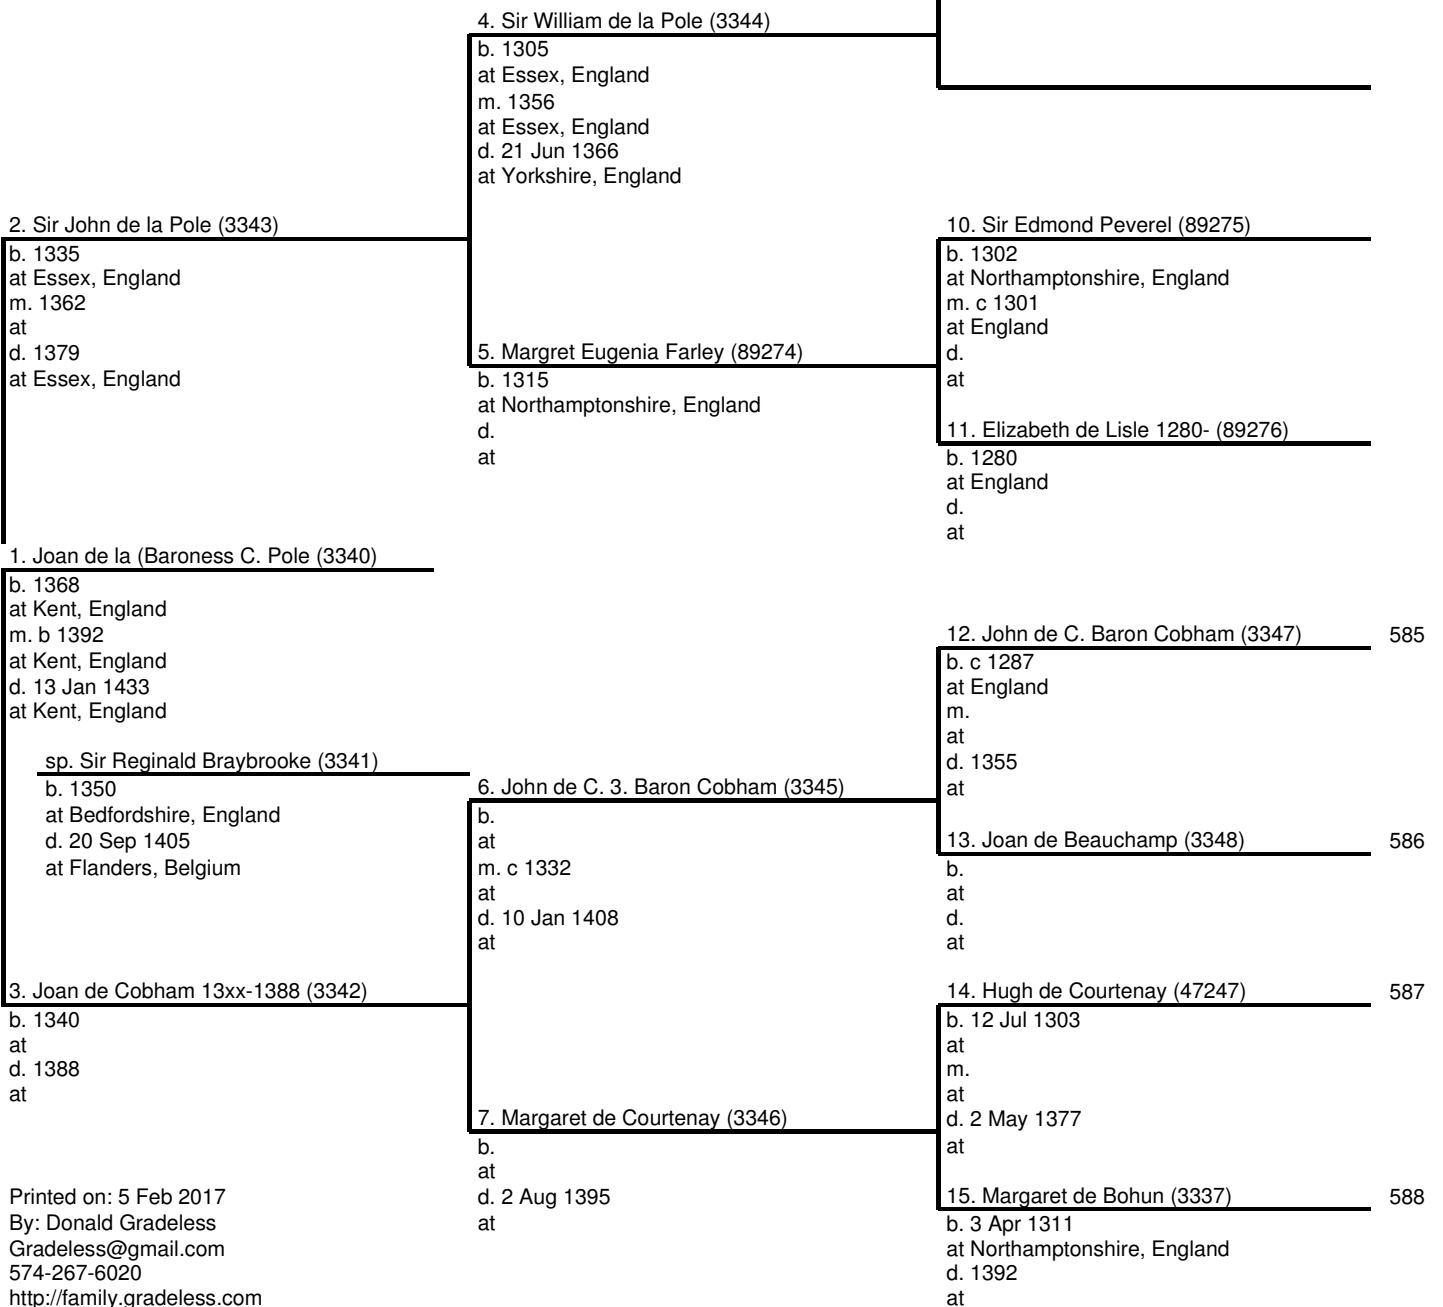 4. Sir William de la Pole (3344)
b. 1305
at Essex, England
m. 1356
at Essex, England
d. 21 Jun 1366
at Yorkshire, England
2. Sir John de la Pole (3343)
b. 1335
at Essex, England
m. 1362
at
d. 1379
at Essex, England
10. Sir Edmond Peverel (89275)
b. 1302
at Northamptonshire, England
m. c 1301
at England
d.
at
5. Margret Eugenia Farley (89274)
b. 1315
at Northamptonshire, England
d.
at
11. Elizabeth de Lisle 1280- (89276)
b. 1280
at England
d.
at
1. Joan de la (Baroness C. Pole (3340)
b. 1368
at Kent, England
m. b 1392
at Kent, England
d. 13 Jan 1433
at Kent, England
sp. Sir Reginald Braybrooke (3341)
b. 1350
at Bedfordshire, England
d. 20 Sep 1405
at Flanders, Belgium
12. John de C. Baron Cobham (3347) 585
b. c 1287
at England
m.
at
d. 1355
at
6. John de C. 3. Baron Cobham (3345)
b.
at
m. c 1332
at
d. 10 Jan 1408
at
13. Joan de Beauchamp (3348) 586
b.
at
d.
at
3. Joan de Cobham 13xx-1388 (3342)
b. 1340
at
d. 1388
at
14. Hugh de Courtenay (47247) 587
b. 12 Jul 1303
at
m.
at
d. 2 May 1377
at
7. Margaret de Courtenay (3346)
b.
at
d. 2 Aug 1395
at
15. Margaret de Bohun (3337) 588
b. 3 Apr 1311
at Northamptonshire, England
d. 1392
at
Printed on: 5 Feb 2017
By: Donald Gradeless
Gradeless@gmail.com
574-267-6020
http://family.gradeless.com